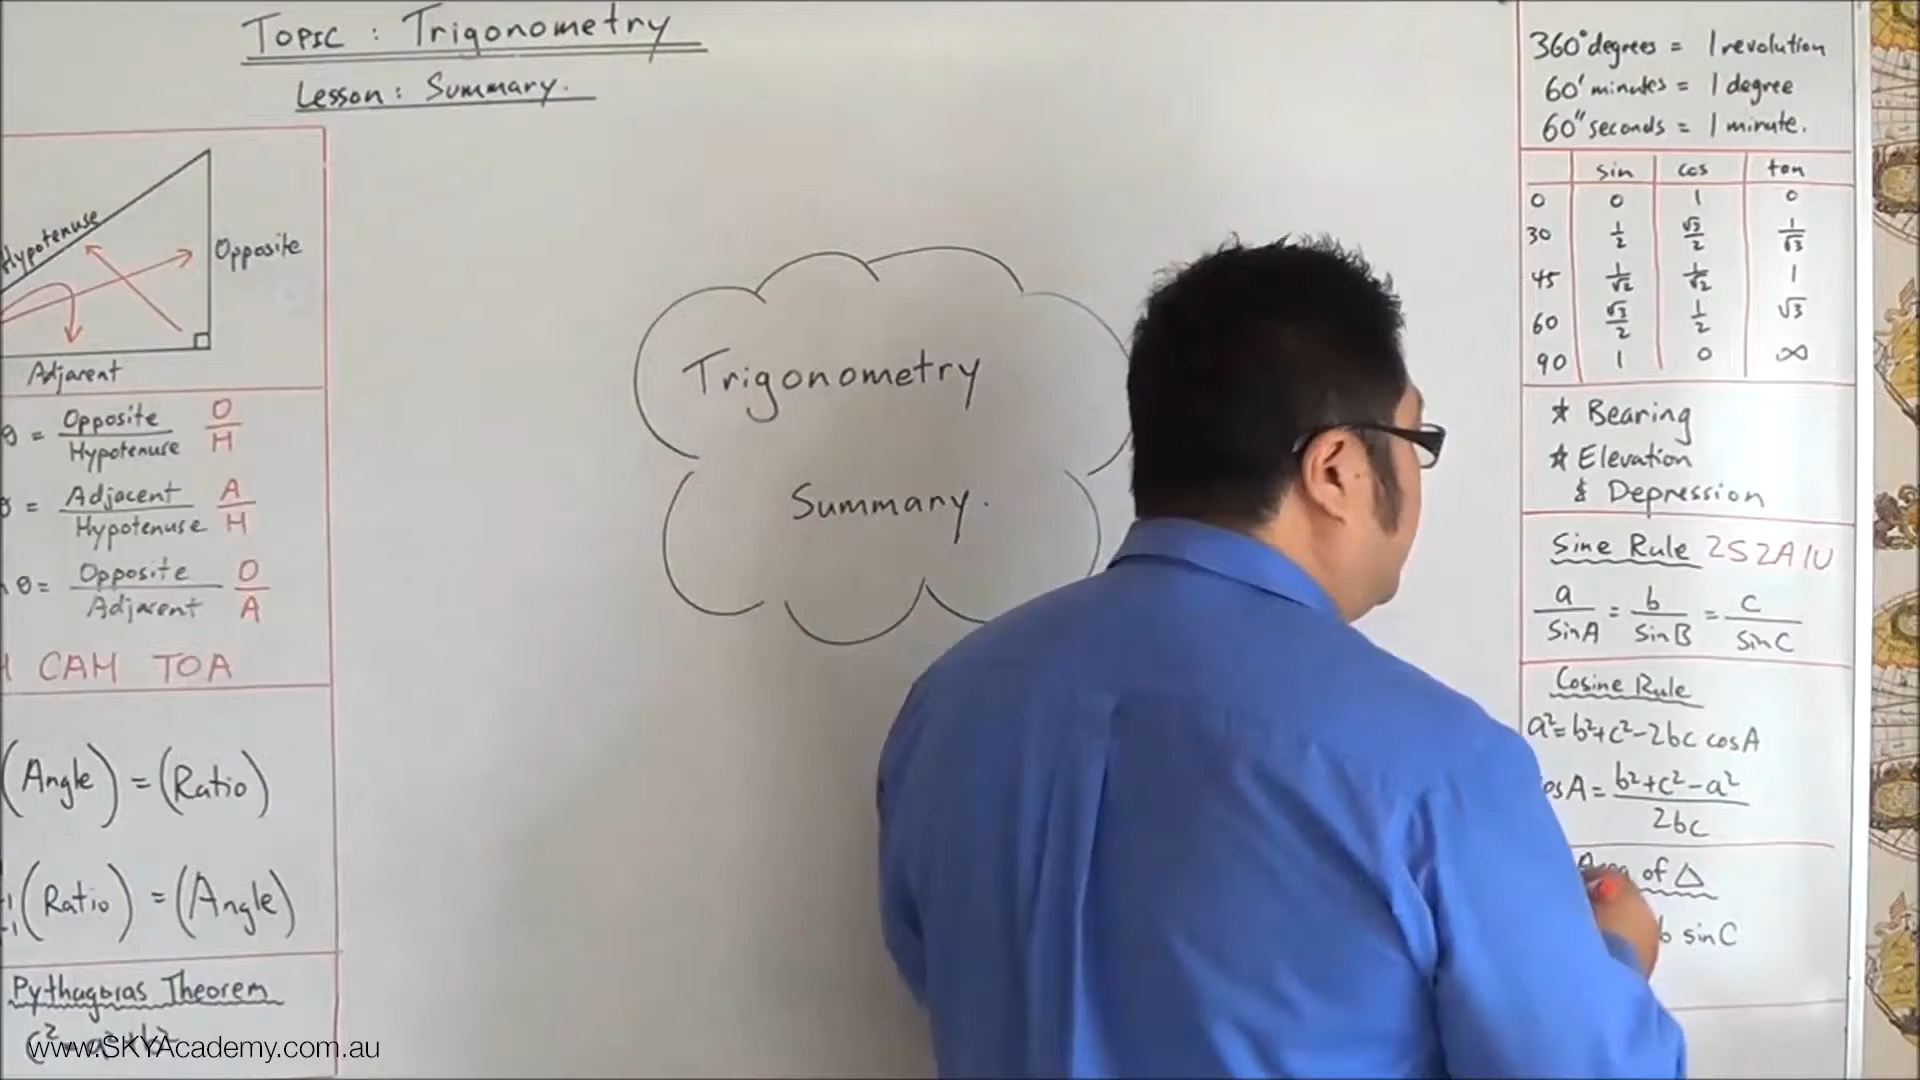 Topic : Trigonometry
Lesson: Summary.
Hypotenuse
Opposite
Adjacent
θ = Opposite / Hypotenuse O / H
θ = Adjacent / Hypotenuse A / H
θ = Opposite / Adjacent O / A
CAH TOA
(Angle) = (Ratio)
(Ratio) = (Angle)
Pythagoras Theorem
www.SKYAcademy.com.au
Trigonometry
Summary.
360° degrees = 1 revolution
60' minutes = 1 degree
60" seconds = 1 minute.
sin cos tan
0 0 1 0
30 1/2 √3/2 1/√3
45 1/√2 1/√2 1
60 √3/2 1/2 √3
90 1 0 ∞
* Bearing
* Elevation
& Depression
Sine Rule 2S2A1U
a/sinA = b/sinB = c/sinC
Cosine Rule
a²=b²+c²-2bc cosA
osA = b²+c²-a² / 2bc
of △
b sinC